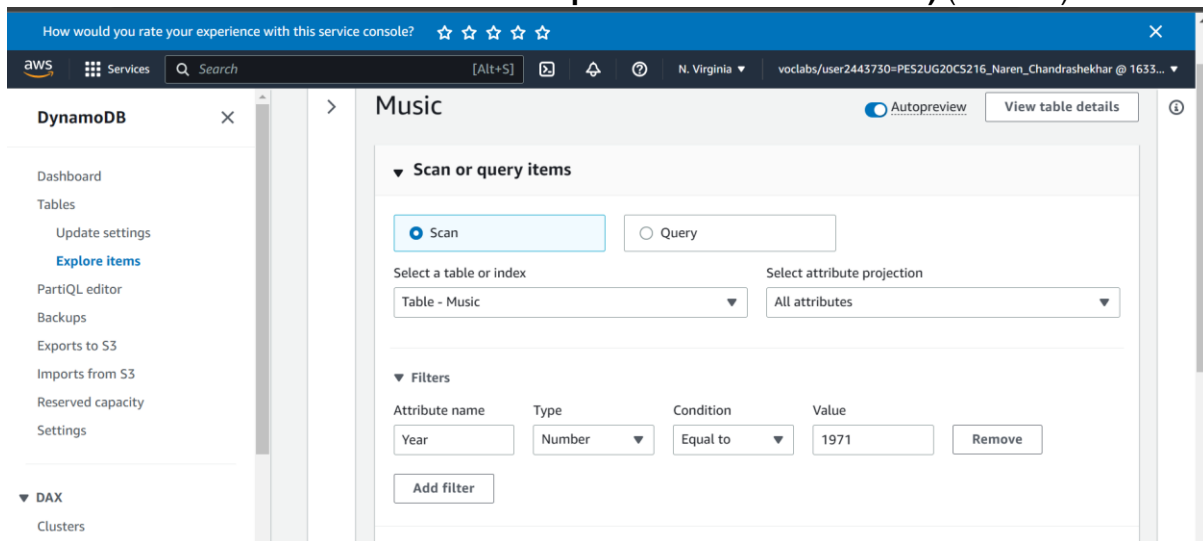 How would you rate your experience with this service console?
aws Services Search [Alt+S] N. Virginia ▼ voclabs/user2443730=PES2UG20CS216_Naren_Chandrashekhar @ 1633... ▼
DynamoDB
Dashboard
Tables
Update settings
Explore items
PartiQL editor
Backups
Exports to S3
Imports from S3
Reserved capacity
Settings
▼ DAX
Clusters
Music
Autopreview View table details
▼ Scan or query items
Scan Query
Select a table or index Select attribute projection
Table - Music All attributes
▼ Filters
Attribute name Type Condition Value
Year Number Equal to 1971 Remove
Add filter